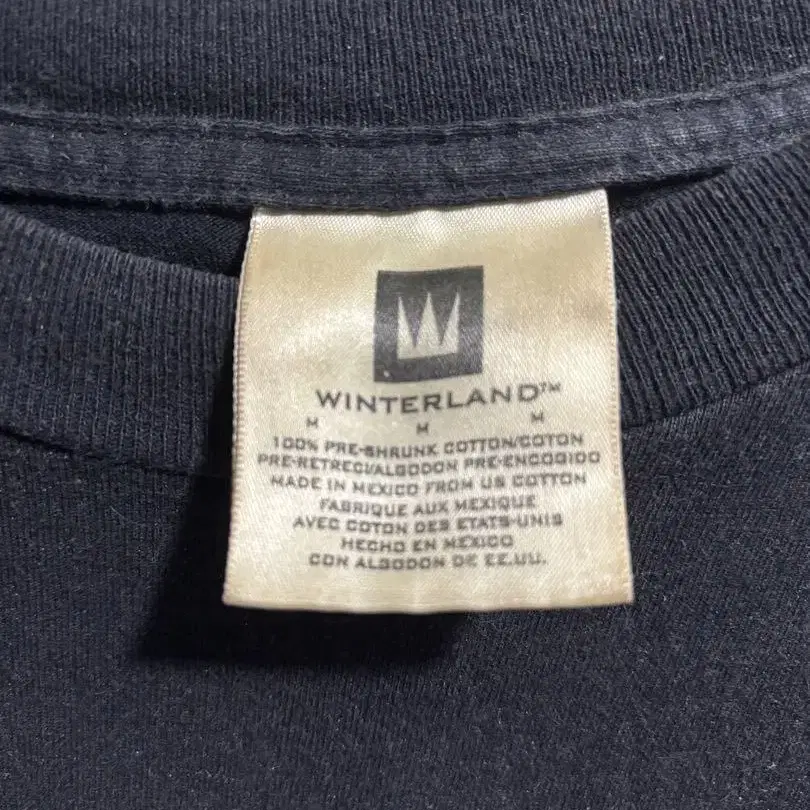 WINTERLAND™
M M M
100% PRE-SHRUNK COTTON/COTON
PRE-RETRECI/ALGODON PRE-ENCOGIDO
MADE IN MEXICO FROM US COTTON
FABRIQUE AUX MEXIQUE
AVEC COTON DES ETATS-UNIS
HECHO EN MEXICO
CON ALGODON DE EE.UU.